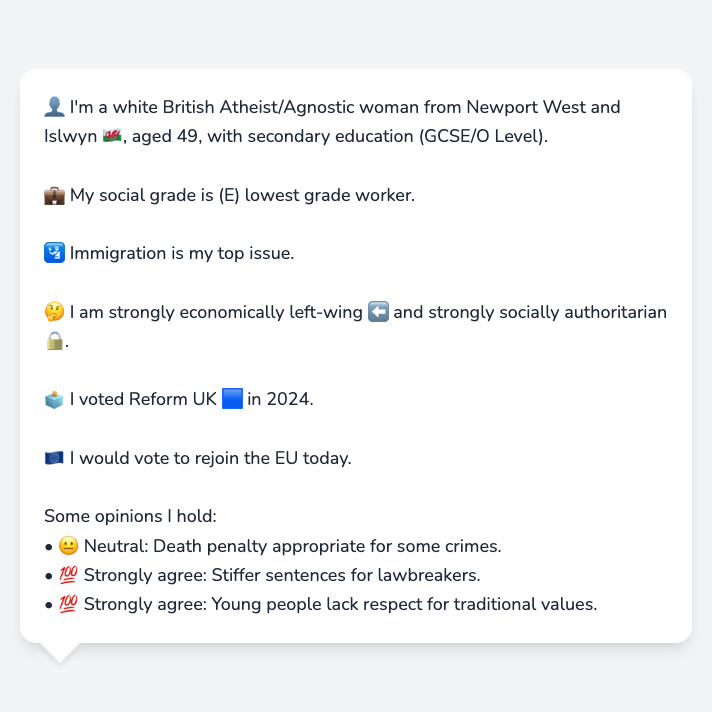 👤 I'm a white British Atheist/Agnostic woman from Newport West and
Islwyn 🏴󠁧󠁢󠁷󠁬󠁳󠁿, aged 49, with secondary education (GCSE/O Level).
💼 My social grade is (E) lowest grade worker.
🛂 Immigration is my top issue.
🤔 I am strongly economically left-wing ⬅️ and strongly socially authoritarian
🔒.
🗳️ I voted Reform UK 🟦 in 2024.
🇪🇺 I would vote to rejoin the EU today.
Some opinions I hold:
• 😐 Neutral: Death penalty appropriate for some crimes.
• 💯 Strongly agree: Stiffer sentences for lawbreakers.
• 💯 Strongly agree: Young people lack respect for traditional values.